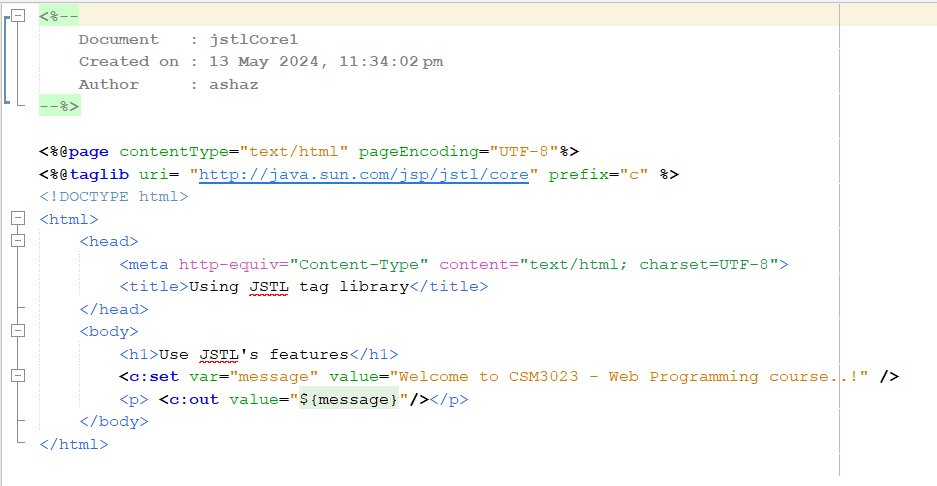 <%--
    Document   : jstlCore1
    Created on : 13 May 2024, 11:34:02 pm
    Author     : ashaz
--%>

<%@page contentType="text/html" pageEncoding="UTF-8"%>
<%@taglib uri= "http://java.sun.com/jsp/jstl/core" prefix="c" %>
<!DOCTYPE html>
<html>
    <head>
        <meta http-equiv="Content-Type" content="text/html; charset=UTF-8">
        <title>Using JSTL tag library</title>
    </head>
    <body>
        <h1>Use JSTL's features</h1>
        <c:set var="message" value="Welcome to CSM3023 - Web Programming course..!" />
        <p> <c:out value="${message}"/></p>
    </body>
</html>